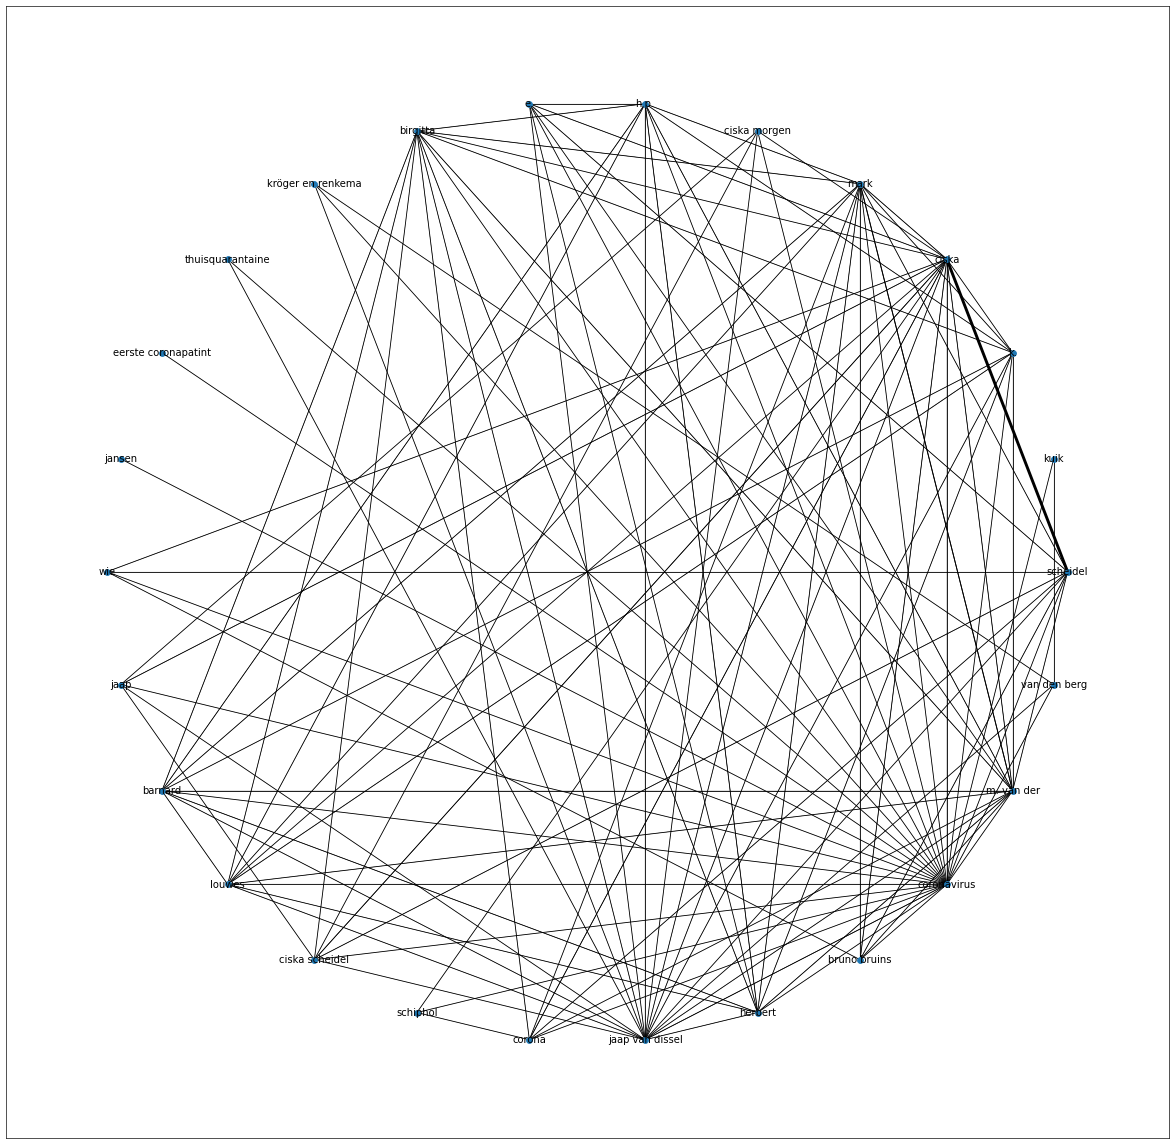 e
h.p
birgitta
ciska morgen
kröger en renkema
mark
thuisquarantaine
ciska
eerste coronapatint
jansen
kuik
wie
scheidel
jaap
van den berg
barnard
m. van der
louwes
coronavirus
ciska scheidel
bruno bruins
schiphol
herbert
corona
jaap van dissel